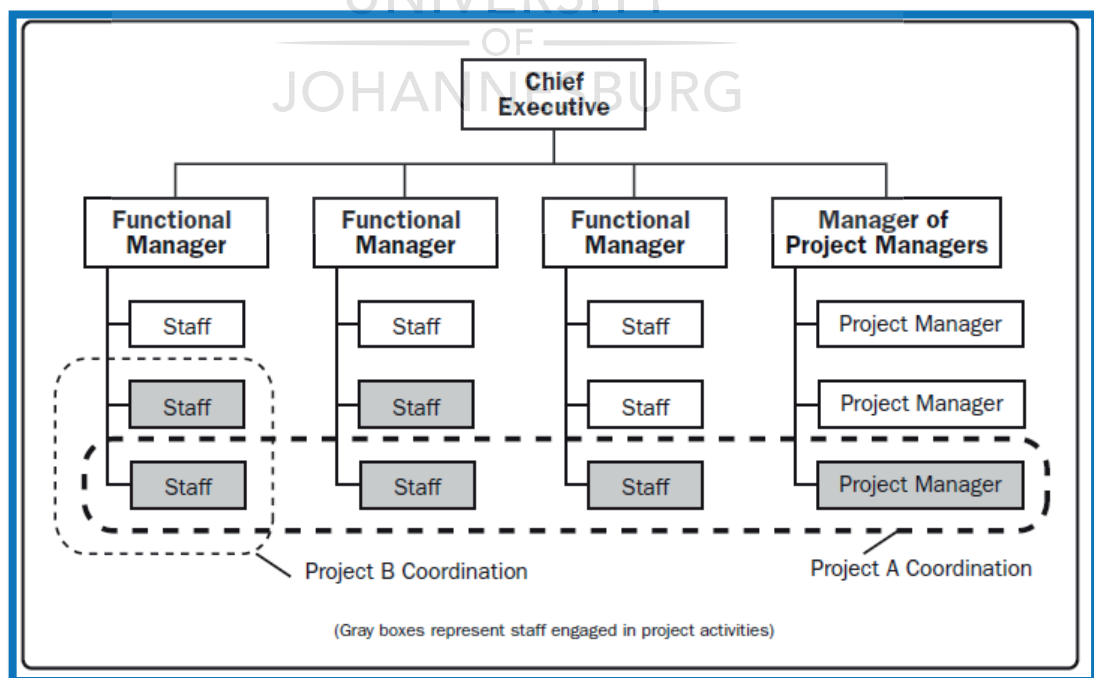 UNIVERSITY
OF
JOHANNESBURG
Chief
Executive
Functional
Manager
Functional
Manager
Functional
Manager
Manager of
Project Managers
Staff
Staff
Staff
Project Manager
Staff
Staff
Staff
Project Manager
Staff
Staff
Staff
Project Manager
Project B Coordination
Project A Coordination
(Gray boxes represent staff engaged in project activities)